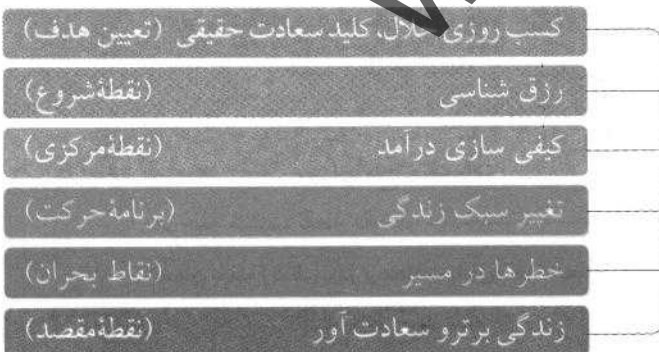 کسب روزی حلال، کلید سعادت حقیقی (تعیین هدف)
رزق شناسی (نقطهٔ شروع)
کیفی سازی درآمد (نقطهٔ مرکزی)
تغییر سبک زندگی (برنامهٔ حرکت)
خطرها در مسیر (نقاط بحران)
زندگی برتر و سعادت آور (نقطهٔ مقصد)